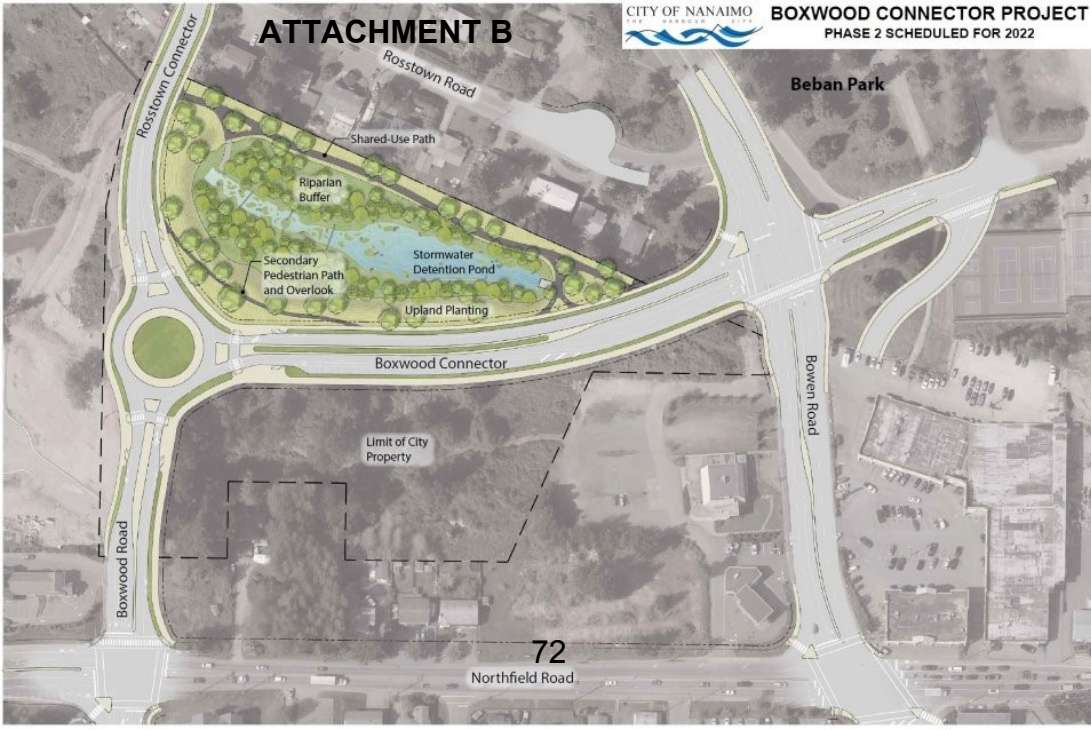 ATTACHMENT B
CITY OF NANAIMO
THE HARBOUR CITY
BOXWOOD CONNECTOR PROJECT
PHASE 2 SCHEDULED FOR 2022
Rosstown Connector
Rosstown Road
Beban Park
Shared-Use Path
Riparian
Buffer
Stormwater
Detention Pond
Secondary
Pedestrian Path
and Overlook
Upland Planting
Boxwood Connector
Bowen Road
Limit of City
Property
Boxwood Road
72
Northfield Road